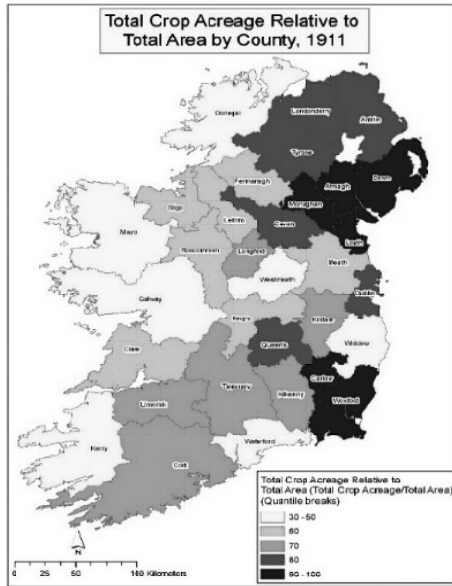 Total Crop Acreage Relative to
Total Area by County, 1911
Donegal
Londonderry
Antrim
Tyrone
Fermanagh
Armagh
Down
Monaghan
Sligo
Leitrim
Cavan
Louth
Mayo
Roscommon
Longford
Meath
Westmeath
Galway
Dublin
King's
Kildare
Queens
Wicklow
Clare
Carlow
Tipperary
Kilkenny
Wexford
Limerick
Waterford
Kerry
Cork
Total Crop Acreage Relative to
Total Area (Total Crop Acreage/Total Area)
(Quantile breaks)
30 - 50
60
70
80
90 - 100
N
0 25 50 100 Kilometers